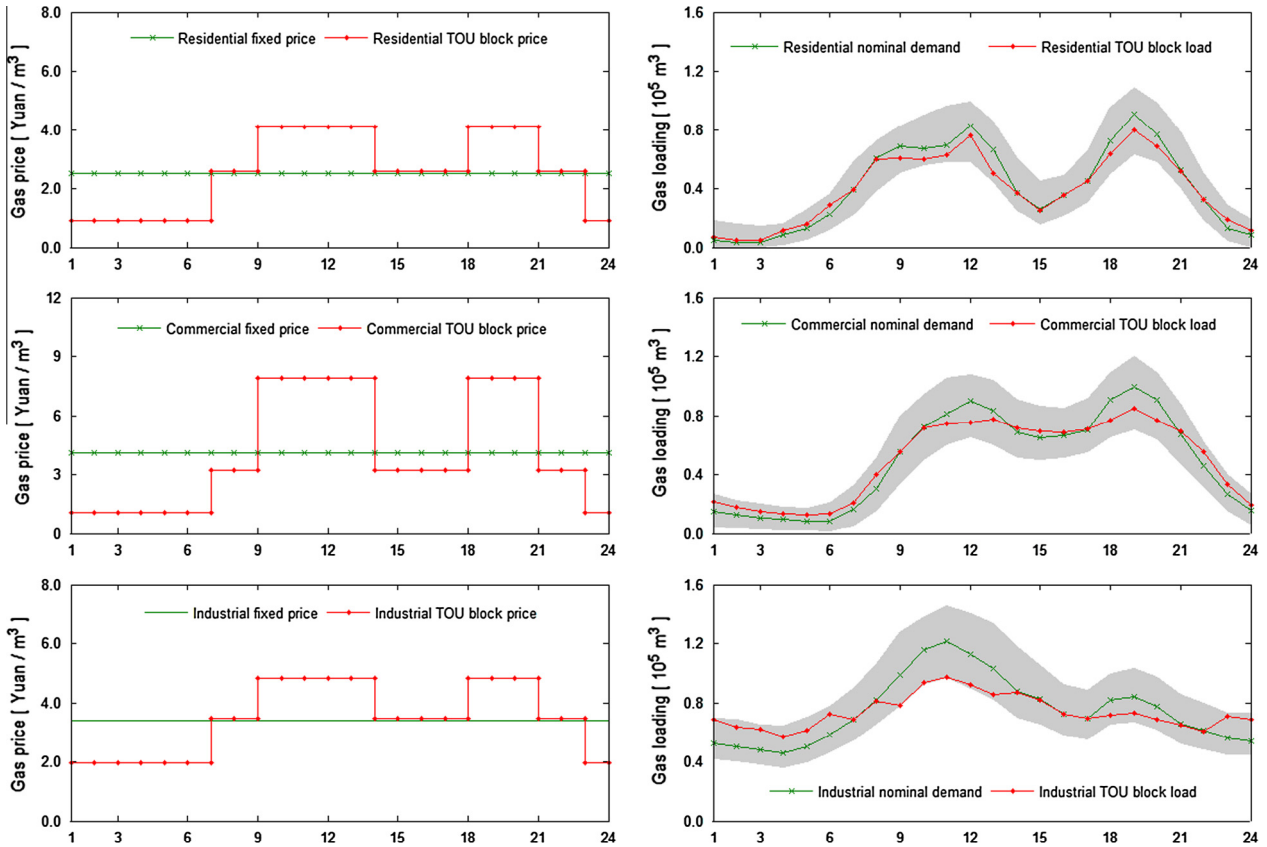 8.0
Residential fixed price
Residential TOU block price
6.0
4.0
2.0
0.0
Gas price [ Yuan / m³ ]
1 3 6 9 12 15 18 21 24
1.6
Residential nominal demand
Residential TOU block load
1.2
0.8
0.4
0.0
Gas loading [ 10⁵ m³ ]
1 3 6 9 12 15 18 21 24
12
Commercial fixed price
Commercial TOU block price
9
6
3
0
Gas price [ Yuan / m³ ]
1 3 6 9 12 15 18 21 24
1.6
Commercial nominal demand
Commercial TOU block load
1.2
0.8
0.4
0.0
Gas loading [ 10⁵ m³ ]
1 3 6 9 12 15 18 21 24
8.0
Industrial fixed price
Industrial TOU block price
6.0
4.0
2.0
0.0
Gas price [ Yuan / m³ ]
1 3 6 9 12 15 18 21 24
1.6
1.2
0.8
0.4
0.0
Industrial nominal demand
Industrial TOU block load
Gas loading [ 10⁵ m³ ]
1 3 6 9 12 15 18 21 24